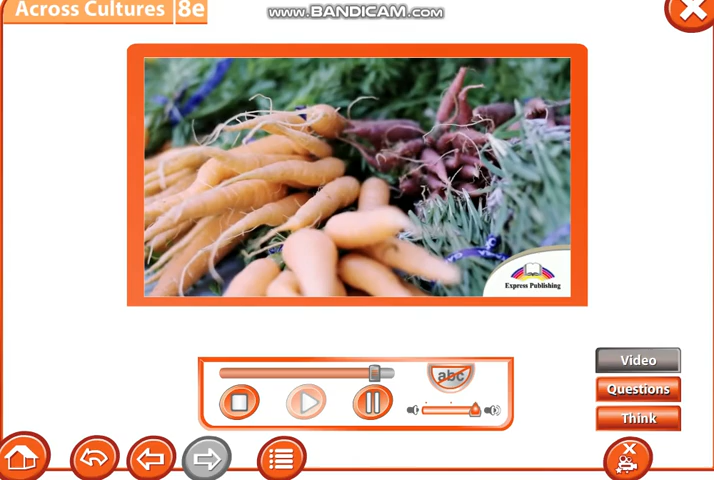 Across Cultures 8e
www.BANDICAM.com
Express Publishing
abc
Video
Questions
Think